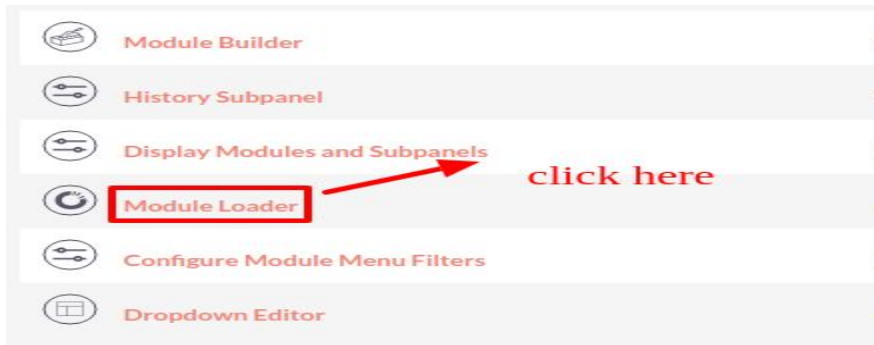 Module Builder
History Subpanel
Display Modules and Subpanels
click here
Module Loader
Configure Module Menu Filters
Dropdown Editor